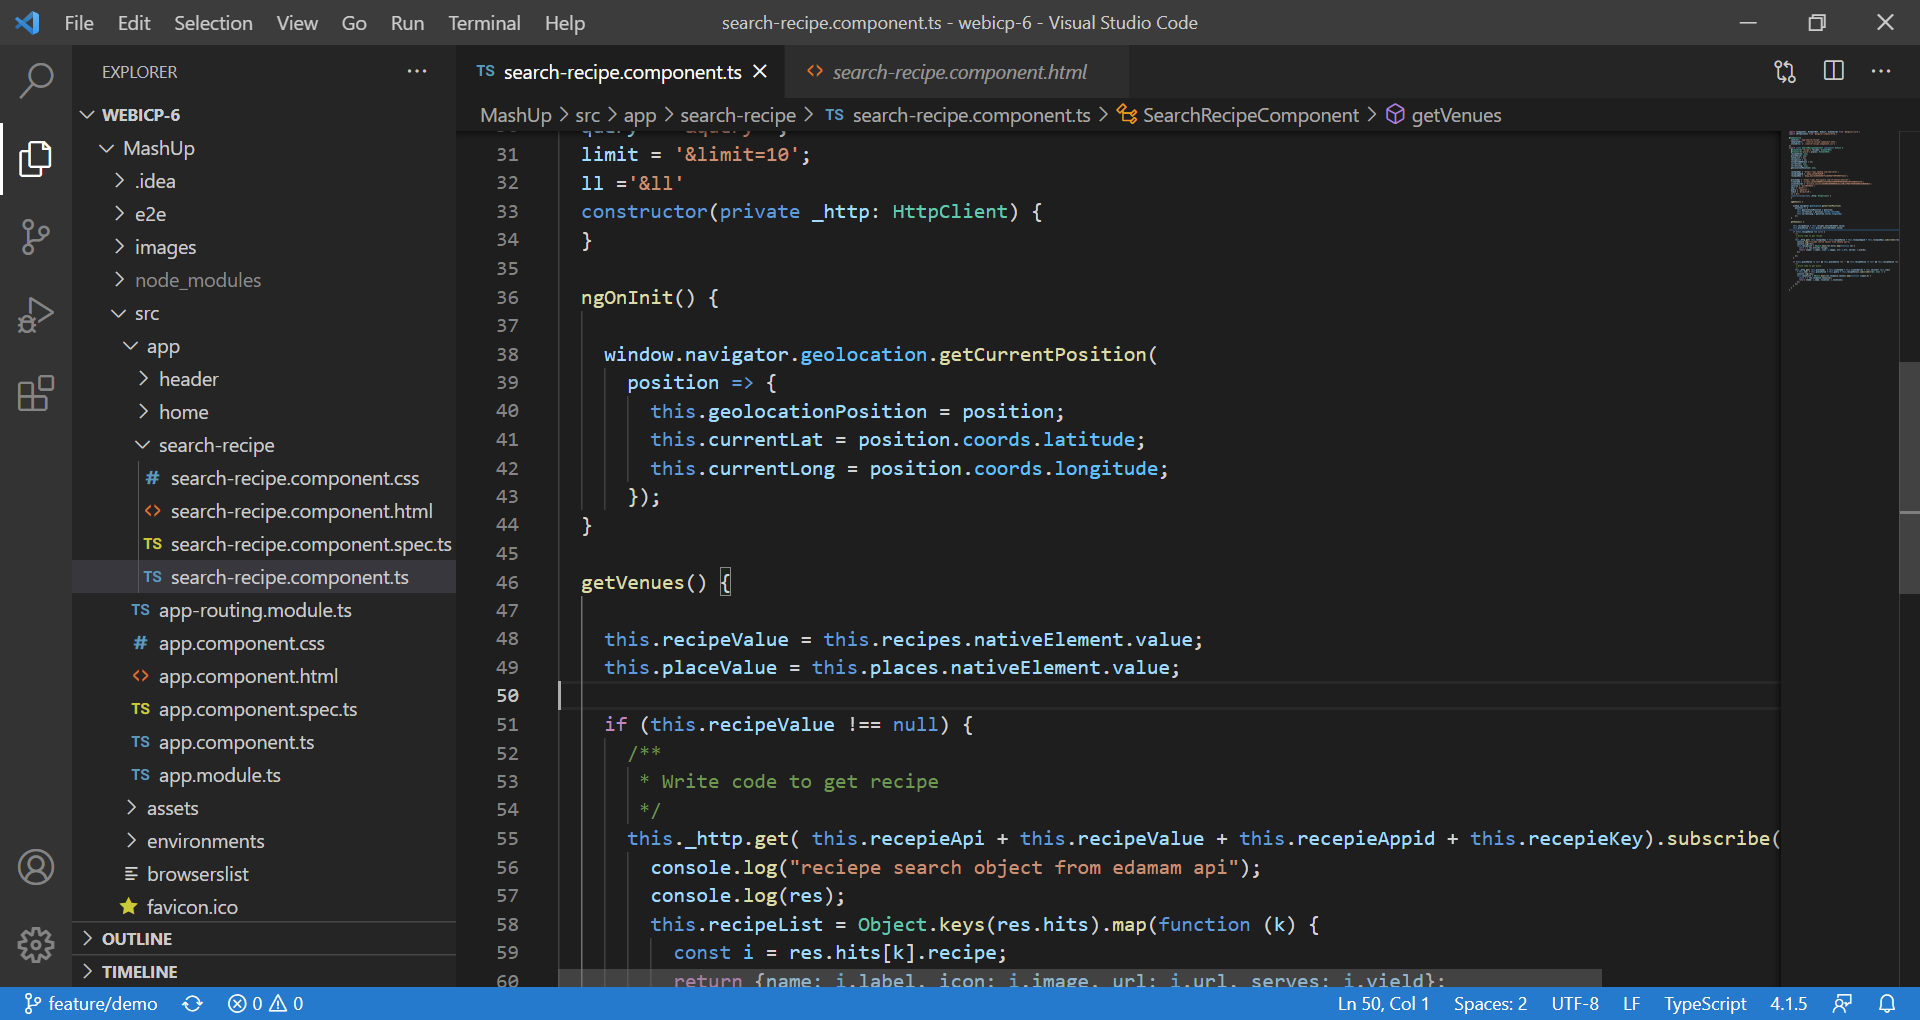 File Edit Selection View Go Run Terminal Help
search-recipe.component.ts - webicp-6 - Visual Studio Code
EXPLORER
WEBICP-6
MashUp
.idea
e2e
images
node_modules
src
app
header
home
search-recipe
# search-recipe.component.css
<> search-recipe.component.html
TS search-recipe.component.spec.ts
TS search-recipe.component.ts
TS app-routing.module.ts
# app.component.css
<> app.component.html
TS app.component.spec.ts
TS app.component.ts
TS app.module.ts
assets
environments
browserslist
favicon.ico
OUTLINE
TIMELINE
TS search-recipe.component.ts
<> search-recipe.component.html
MashUp > src > app > search-recipe > TS search-recipe.component.ts > SearchRecipeComponent > getVenues
31 limit = '&limit=10';
32 ll ='&ll'
33 constructor(private _http: HttpClient) {
34 }
35
36 ngOnInit() {
37
38 window.navigator.geolocation.getCurrentPosition(
39 position => {
40 this.geolocationPosition = position;
41 this.currentLat = position.coords.latitude;
42 this.currentLong = position.coords.longitude;
43 });
44 }
45
46 getVenues() {
47
48 this.recipeValue = this.recipes.nativeElement.value;
49 this.placeValue = this.places.nativeElement.value;
50
51 if (this.recipeValue !== null) {
52 /**
53 * Write code to get recipe
54 */
55 this._http.get( this.recepieApi + this.recipeValue + this.recepieAppid + this.recepieKey).subscribe(
56 console.log("reciepe search object from edamam api");
57 console.log(res);
58 this.recipeList = Object.keys(res.hits).map(function (k) {
59 const i = res.hits[k].recipe;
60 return {name: i.label, icon: i.image, url: i.url, serves: i.yield};
feature/demo 0 0 Ln 50, Col 1 Spaces: 2 UTF-8 LF TypeScript 4.1.5